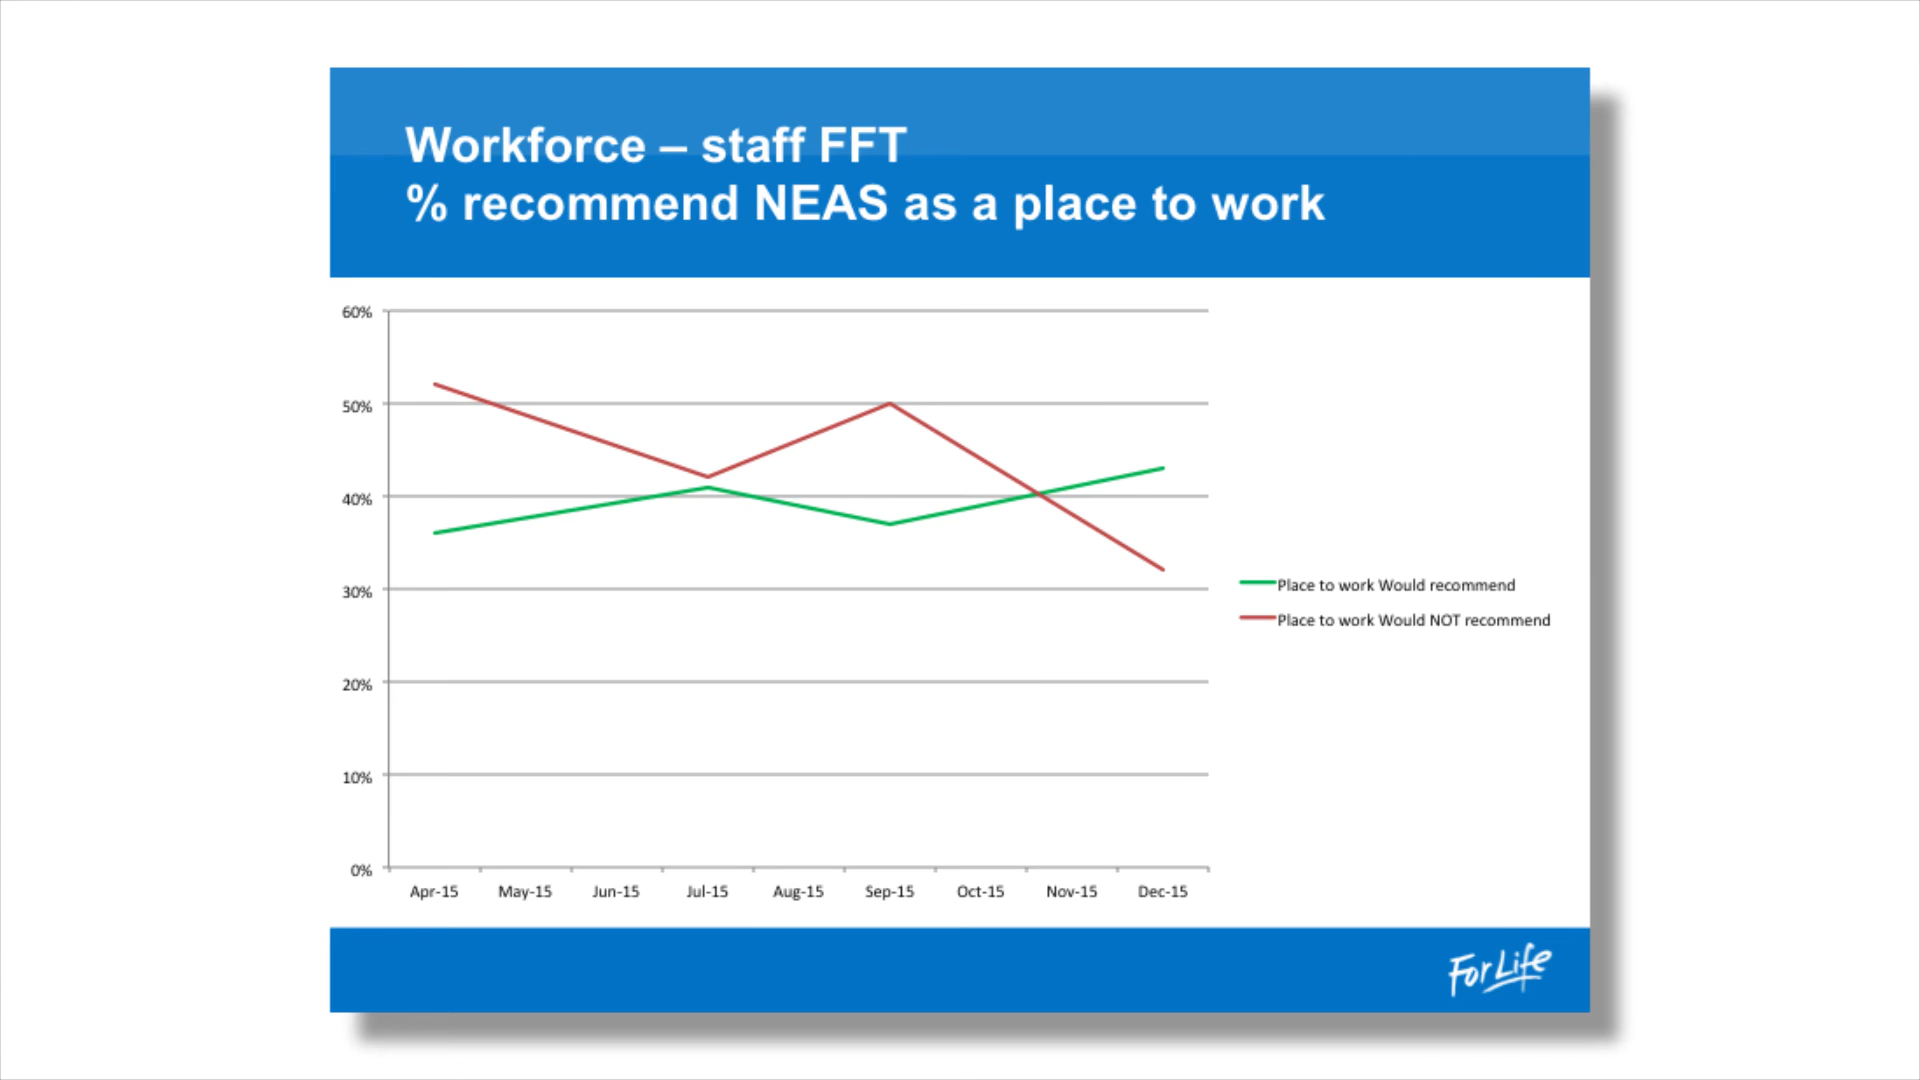 Workforce – staff FFT
% recommend NEAS as a place to work
60%
50%
40%
30%
20%
10%
0%
Apr-15 May-15 Jun-15 Jul-15 Aug-15 Sep-15 Oct-15 Nov-15 Dec-15
Place to work Would recommend
Place to work Would NOT recommend
For Life